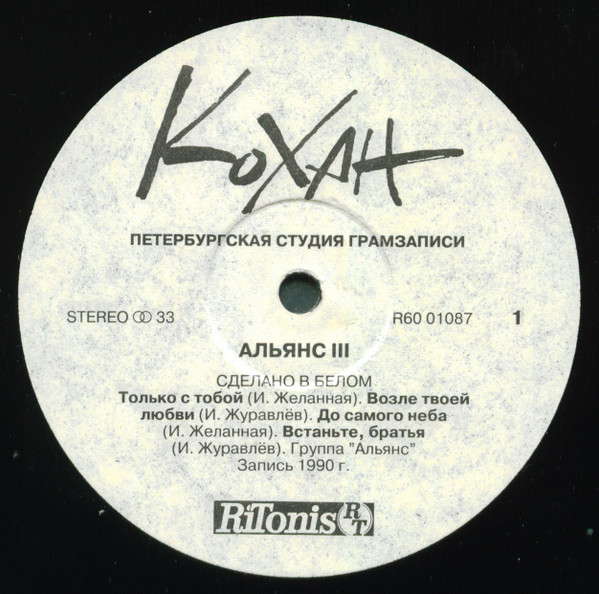 КОХАН
ПЕТЕРБУРГСКАЯ СТУДИЯ ГРАМЗАПИСИ
STEREO 33
R60 01087 1
АЛЬЯНС III
СДЕЛАНО В БЕЛОМ
Только с тобой (И. Желанная). Возле твоей
любви (И. Журавлёв). До самого неба
(И. Желанная). Встаньте, братья
(И. Журавлёв). Группа "Альянс"
Запись 1990 г.
RiTonis RT